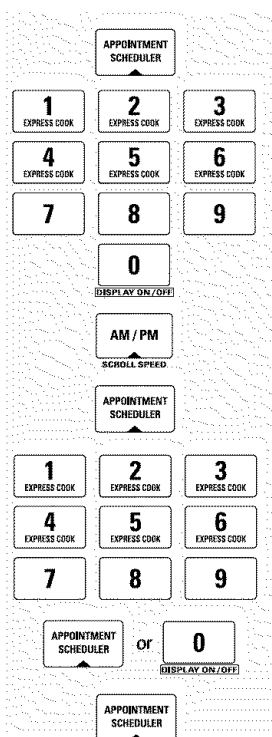 APPOINTMENT
SCHEDULER
1 2 3
EXPRESS COOK EXPRESS COOK EXPRESS COOK
4 5 6
EXPRESS COOK EXPRESS COOK EXPRESS COOK
7 8 9
0
DISPLAY ON/OFF
AM / PM
SCROLL SPEED
APPOINTMENT
SCHEDULER
1 2 3
EXPRESS COOK EXPRESS COOK EXPRESS COOK
4 5 6
EXPRESS COOK EXPRESS COOK EXPRESS COOK
7 8 9
APPOINTMENT
SCHEDULER or 0
DISPLAY ON/OFF
APPOINTMENT
SCHEDULER